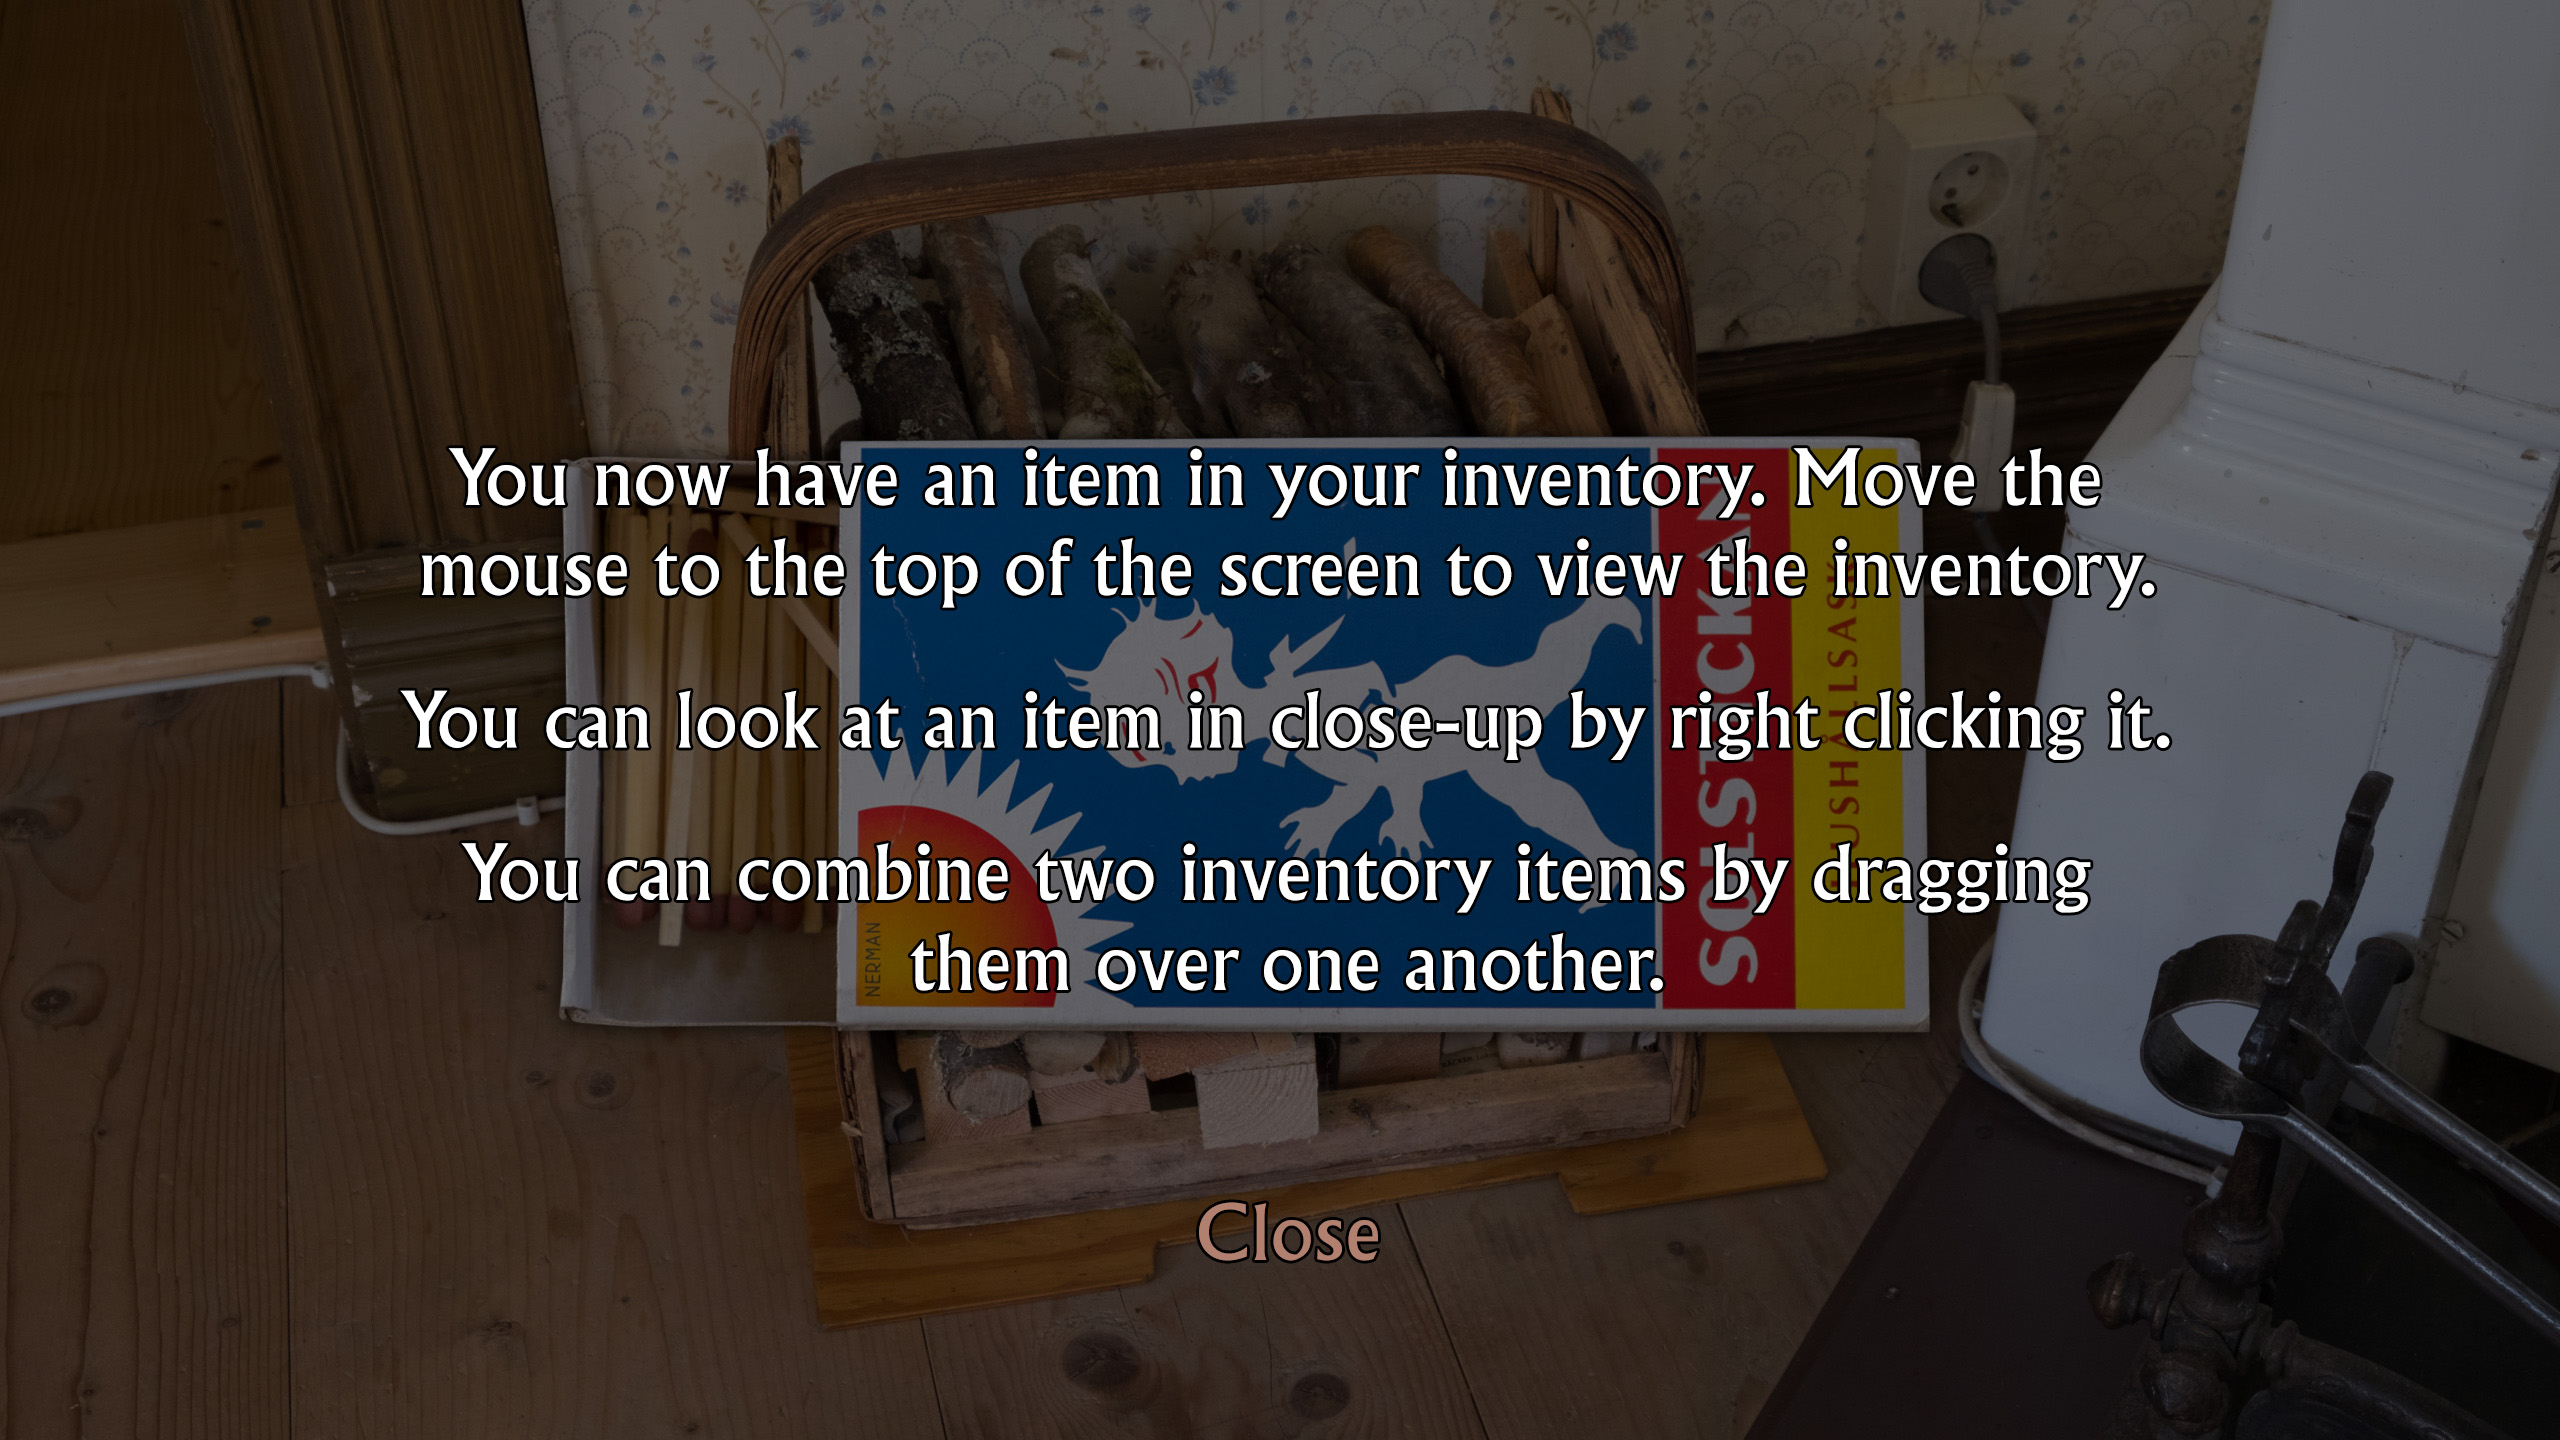 You now have an item in your inventory. Move the
mouse to the top of the screen to view the inventory.
You can look at an item in close-up by right clicking it.
You can combine two inventory items by dragging
them over one another.
Close
SOLSTICKAN
HUSHÅLLSASK
NERMAN